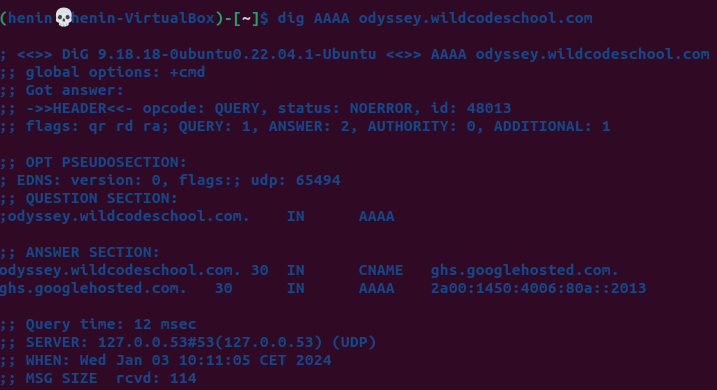 (henin💀henin-VirtualBox)-[~]$ dig AAAA odyssey.wildcodeschool.com
; <<>> DiG 9.18.18-0ubuntu0.22.04.1-Ubuntu <<>> AAAA odyssey.wildcodeschool.com
;; global options: +cmd
;; Got answer:
;; ->>HEADER<<- opcode: QUERY, status: NOERROR, id: 48013
;; flags: qr rd ra; QUERY: 1, ANSWER: 2, AUTHORITY: 0, ADDITIONAL: 1
;; OPT PSEUDOSECTION:
; EDNS: version: 0, flags:; udp: 65494
;; QUESTION SECTION:
;odyssey.wildcodeschool.com. IN AAAA
;; ANSWER SECTION:
odyssey.wildcodeschool.com. 30 IN CNAME ghs.googlehosted.com.
ghs.googlehosted.com. 30 IN AAAA 2a00:1450:4006:80a::2013
;; Query time: 12 msec
;; SERVER: 127.0.0.53#53(127.0.0.53) (UDP)
;; WHEN: Wed Jan 03 10:11:05 CET 2024
;; MSG SIZE rcvd: 114